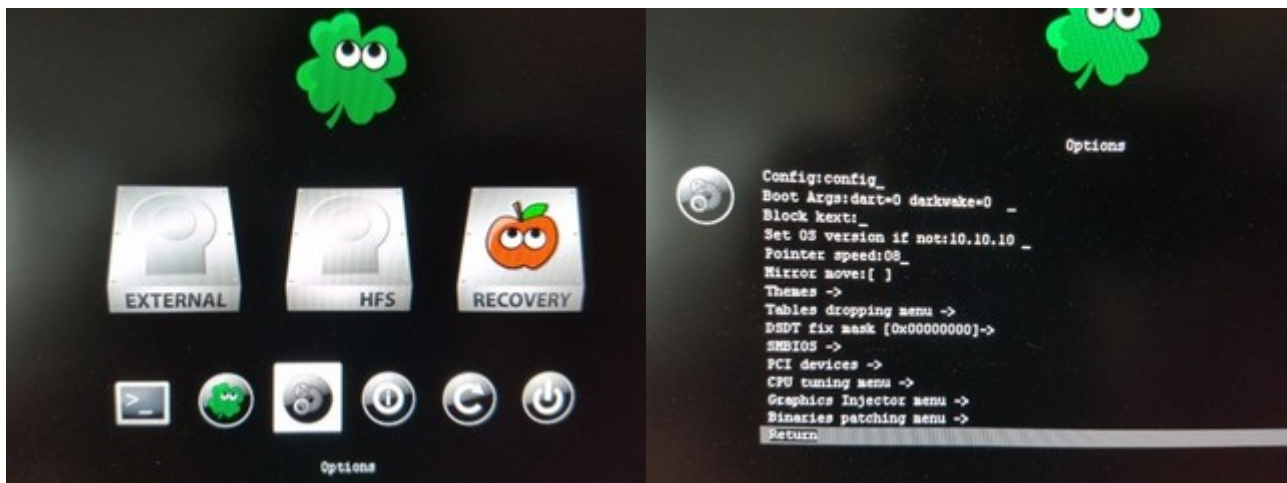 EXTERNAL
HFS
RECOVERY
>_
Options
Options
Config:config_
Boot Args:dart=0 darkwake=0 _
Block kext:_
Set OS version if not:10.10.10 _
Pointer speed:08_
Mirror move:[ ]
Themes ->
Tables dropping menu ->
DSDT fix mask [0x00000000]->
SMBIOS ->
PCI devices ->
CPU tuning menu ->
Graphics Injector menu ->
Binaries patching menu ->
Return